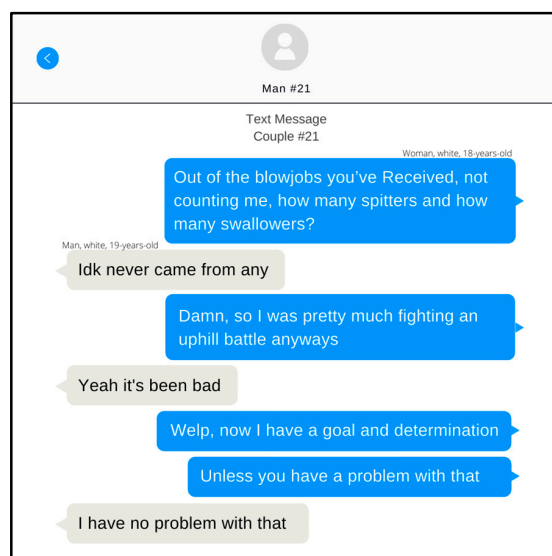 Man #21
Text Message
Couple #21
Woman, white, 18-years-old
Out of the blowjobs you've Received, not
counting me, how many spitters and how
many swallowers?
Man, white, 19-years-old
Idk never came from any
Damn, so I was pretty much fighting an
uphill battle anyways
Yeah it's been bad
Welp, now I have a goal and determination
Unless you have a problem with that
I have no problem with that